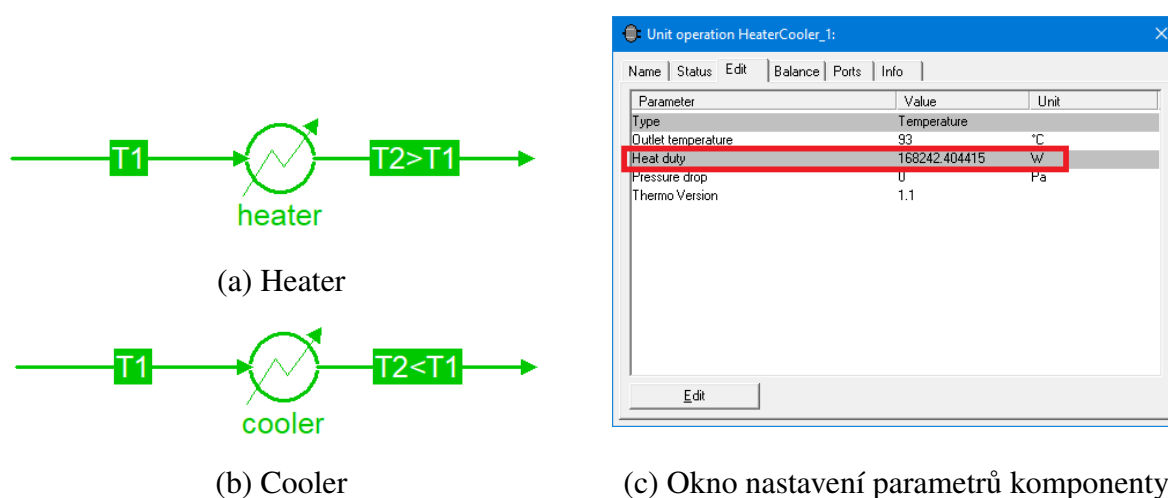 T1
T2>T1
heater
(a) Heater
T1
T2<T1
cooler
(b) Cooler
Unit operation HeaterCooler_1:
Name Status Edit Balance Ports Info
Parameter Value Unit
Type Temperature
Outlet temperature 93 °C
Heat duty 168242.404415 W
Pressure drop 0 Pa
Thermo Version 1.1
Edit
(c) Okno nastavení parametrů komponenty